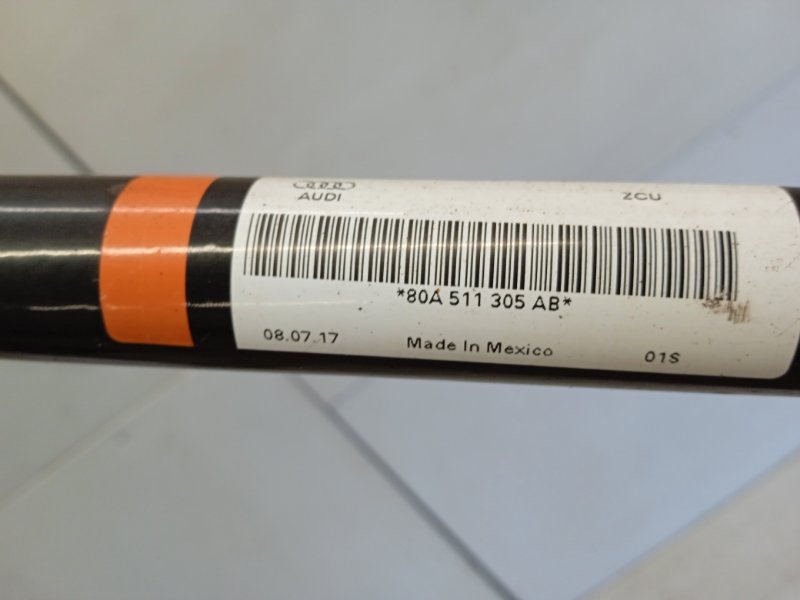 AUDI ZCU
*80A 511 305 AB*
08.07.17 Made In Mexico 01S